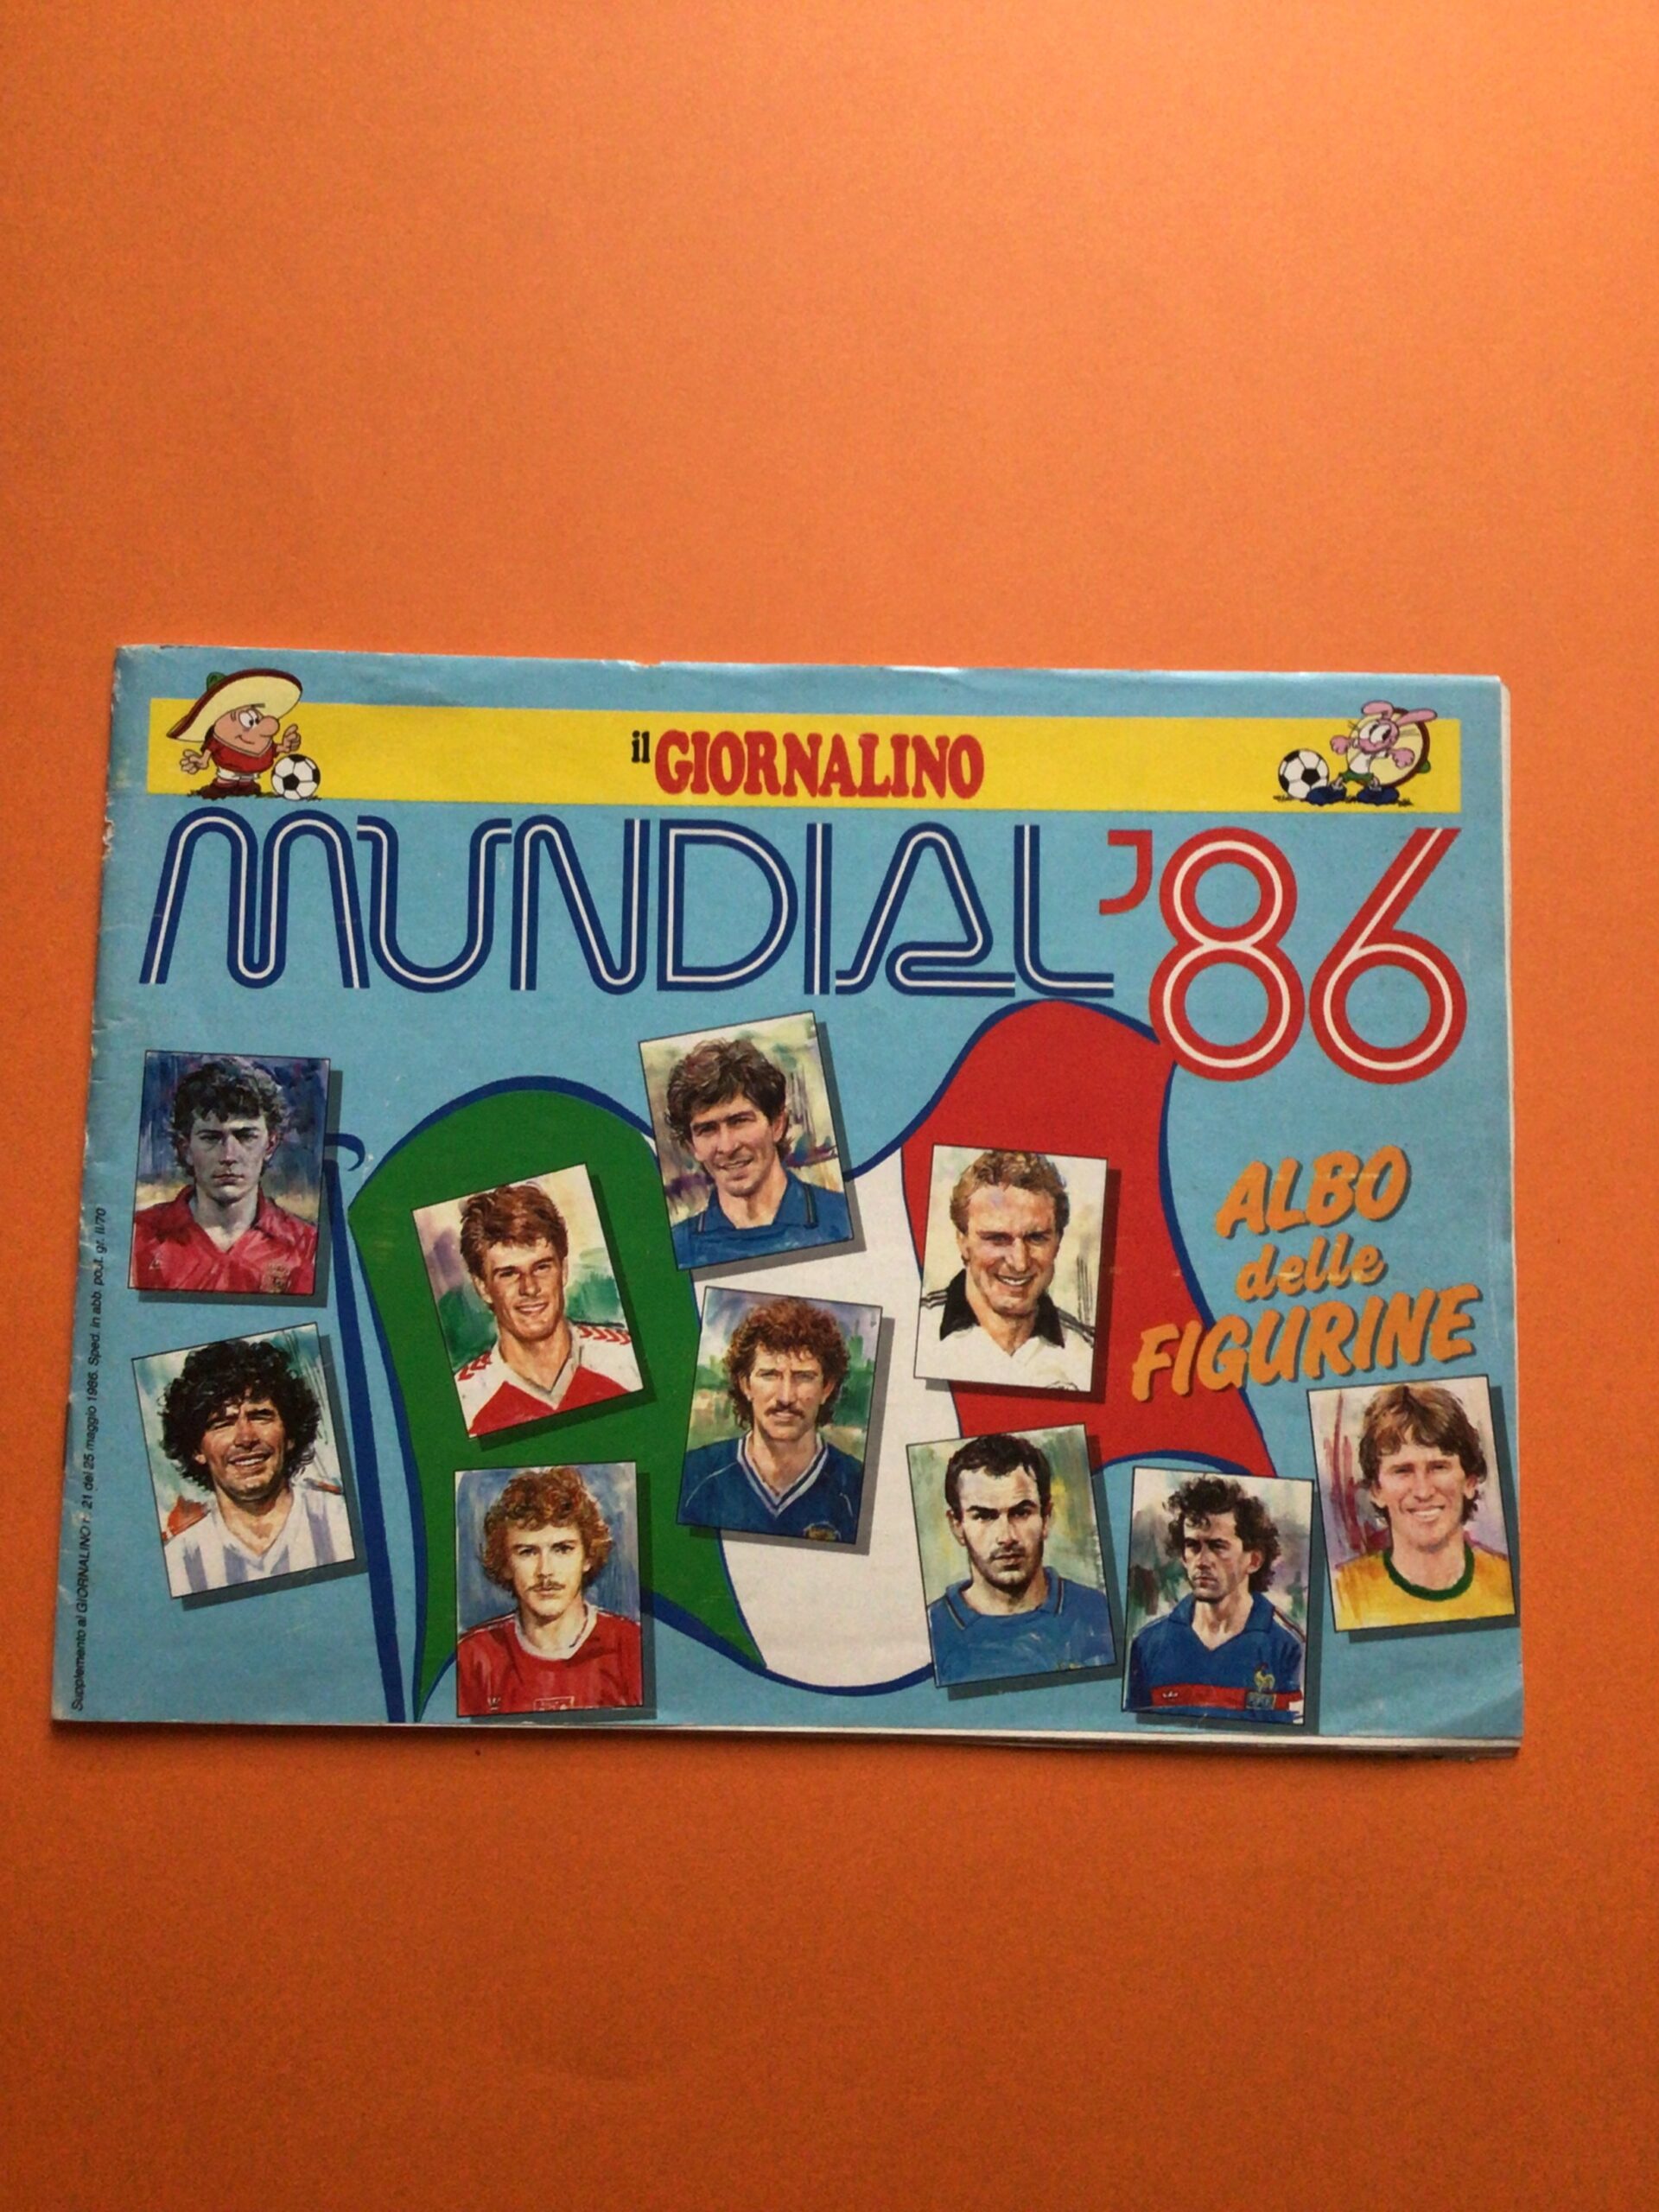 il GIORNALINO
MUNDIAL '86
ALBO
delle
FIGURINE
Supplemento al GIORNALINO n. 21 del 25 maggio 1986. Sped. in abb. post. gr. II/70